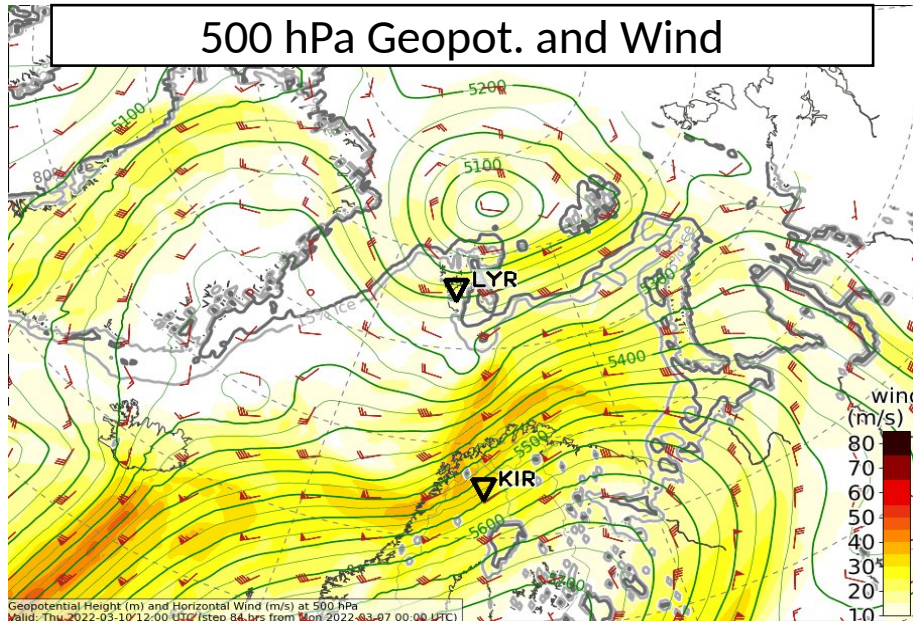 500 hPa Geopot. and Wind
5200
5100
5100
80% ice
LYR
5300
15% ice
5400
wind
(m/s)
5500
80
70
KIR
60
50
5600
40
30
20
10
Geopotential Height (m) and Horizontal Wind (m/s) at 500 hPa
Valid: Thu 2022-03-10 12:00 UTC (step 84 hrs from Mon 2022-03-07 00:00 UTC)